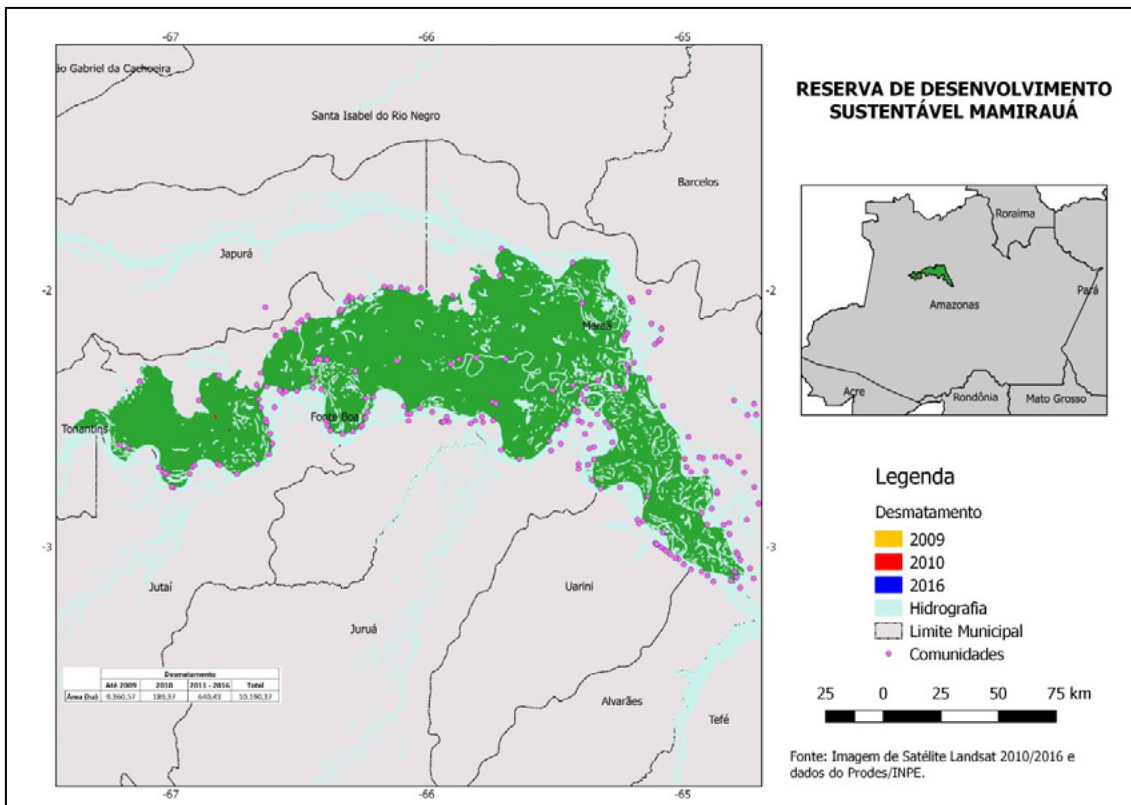 -67 -66 -65
ão Gabriel da Cachoeira
Santa Isabel do Rio Negro
Barcelos
Japurá
-2 -2
Maraã
Fonte Boa
Tonantins
-3 -3
Jutaí
Uarini
Juruá
Alvarães
Tefé
Desmatamento
Até 2009 2010 2011 - 2016 Total
Área (ha) 9.360,57 189,37 640,43 10.190,37
-67 -66 -65
RESERVA DE DESENVOLVIMENTO
SUSTENTÁVEL MAMIRAUÁ
Roraima
Pará
Amazonas
Acre
Rondônia
Mato Grosso
Legenda
Desmatamento
2009
2010
2016
Hidrografia
Limite Municipal
Comunidades
25 0 25 50 75 km
Fonte: Imagem de Satélite Landsat 2010/2016 e
dados do Prodes/INPE.